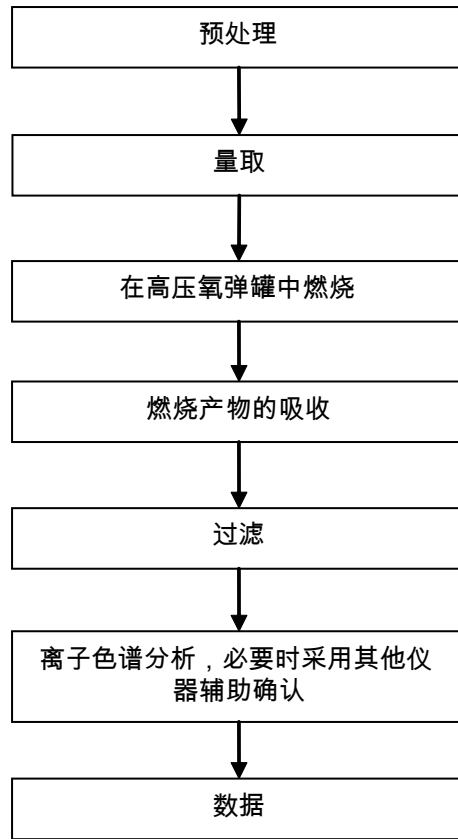 预处理
量取
在高压氧弹罐中燃烧
燃烧产物的吸收
过滤
离子色谱分析，必要时采用其他仪
器辅助确认
数据